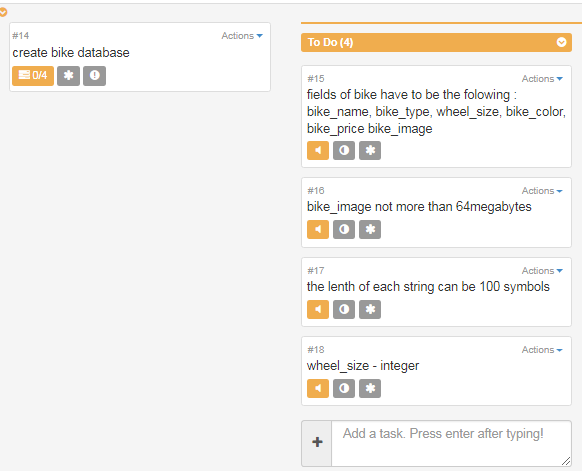 #14 Actions
create bike database
0/4
To Do (4)
#15 Actions
fields of bike have to be the folowing :
bike_name, bike_type, wheel_size, bike_color,
bike_price bike_image
#16 Actions
bike_image not more than 64megabytes
#17 Actions
the lenth of each string can be 100 symbols
#18 Actions
wheel_size - integer
Add a task. Press enter after typing!